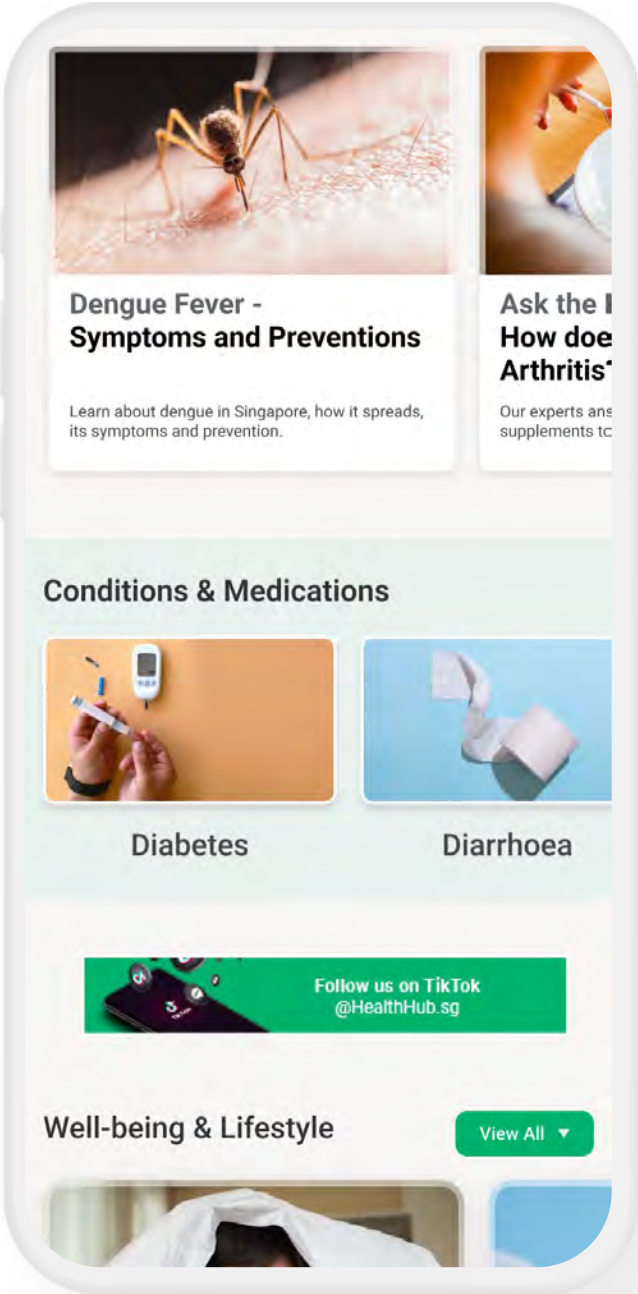 Dengue Fever -
Symptoms and Preventions
Learn about dengue in Singapore, how it spreads,
its symptoms and prevention.
Ask the
How doe
Arthritis?
Our experts ans
supplements to
Conditions & Medications
Diabetes
Diarrhoea
Follow us on TikTok
@HealthHub.sg
Well-being & Lifestyle
View All